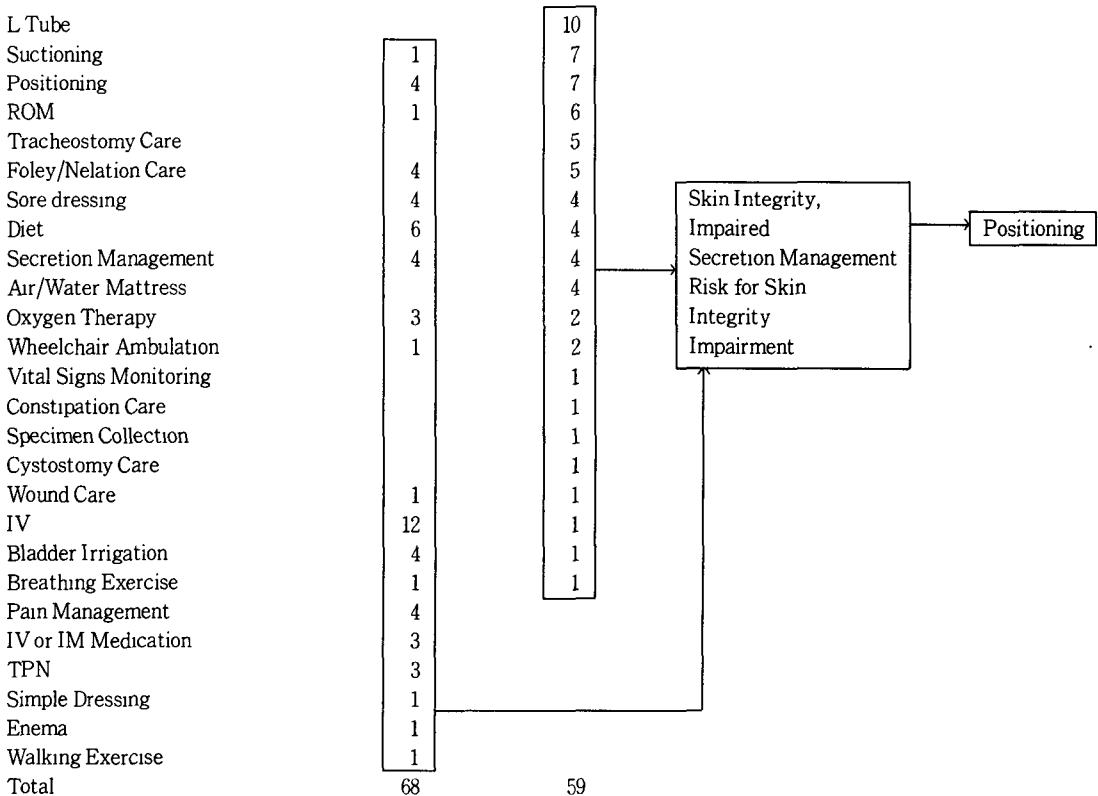 L Tube 10
Suctioning 1 7
Positioning 4 7
ROM 1 6
Tracheostomy Care 5
Foley/Nelation Care 4 5
Sore dressing 4 4
Diet 6 4
Secretion Management 4 4
Air/Water Mattress 4
Oxygen Therapy 3 2
Wheelchair Ambulation 1 2
Vital Signs Monitoring 1
Constipation Care 1
Specimen Collection 1
Cystostomy Care 1
Wound Care 1 1
IV 12 1
Bladder Irrigation 4 1
Breathing Exercise 1 1
Pain Management 4
IV or IM Medication 3
TPN 3
Simple Dressing 1
Enema 1
Walking Exercise 1
Total 68 59
Skin Integrity,
Impaired
Secretion Management
Risk for Skin
Integrity
Impairment
Positioning